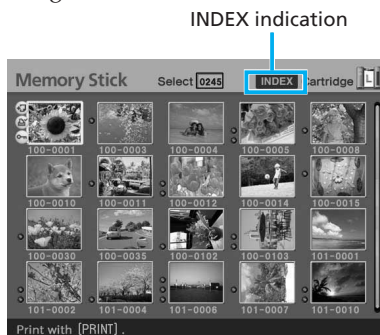 INDEX indication
Memory Stick Select 0245 INDEX Cartridge L
100-0001 100-0003 100-0004 100-0005 100-0008
100-0010 100-0011 100-0012 100-0014 100-0015
100-0030 100-0035 100-0102 100-0103 101-0001
101-0002 101-0004 101-0006 101-0007 101-0010
Print with [PRINT] .